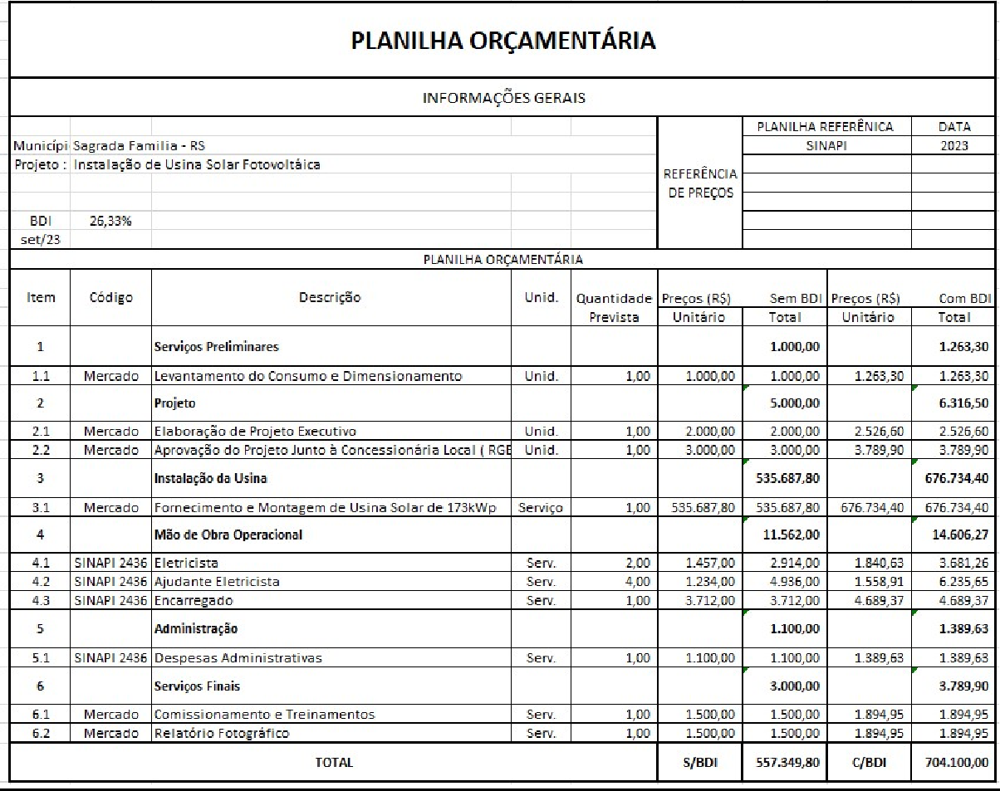 PLANILHA ORÇAMENTÁRIA
INFORMAÇÕES GERAIS
PLANILHA REFERÊNICA DATA
Municípi Sagrada Familia - RS SINAPI 2023
Projeto : Instalação de Usina Solar Fotovoltáica
REFERÊNCIA
DE PREÇOS
BDI 26,33%
set/23
PLANILHA ORÇAMENTÁRIA
Item Código Descrição Unid. Quantidade Prevista Preços (R$) Sem BDI Preços (R$) Com BDI
Unitário Total Unitário Total
1 Serviços Preliminares 1.000,00 1.263,30
1.1 Mercado Levantamento do Consumo e Dimensionamento Unid. 1,00 1.000,00 1.000,00 1.263,30 1.263,30
2 Projeto 5.000,00 6.316,50
2.1 Mercado Elaboração de Projeto Executivo Unid. 1,00 2.000,00 2.000,00 2.526,60 2.526,60
2.2 Mercado Aprovação do Projeto Junto à Concessionária Local ( RGE Unid. 1,00 3.000,00 3.000,00 3.789,90 3.789,90
3 Instalação da Usina 535.687,80 676.734,40
3.1 Mercado Fornecimento e Montagem de Usina Solar de 173kWp Serviço 1,00 535.687,80 535.687,80 676.734,40 676.734,40
4 Mão de Obra Operacional 11.562,00 14.606,27
4.1 SINAPI 2436 Eletricista Serv. 2,00 1.457,00 2.914,00 1.840,63 3.681,26
4.2 SINAPI 2436 Ajudante Eletricista Serv. 4,00 1.234,00 4.936,00 1.558,91 6.235,65
4.3 SINAPI 2436 Encarregado Serv. 1,00 3.712,00 3.712,00 4.689,37 4.689,37
5 Administração 1.100,00 1.389,63
5.1 SINAPI 2436 Despesas Administrativas Serv. 1,00 1.100,00 1.100,00 1.389,63 1.389,63
6 Serviços Finais 3.000,00 3.789,90
6.1 Mercado Comissionamento e Treinamentos Serv. 1,00 1.500,00 1.500,00 1.894,95 1.894,95
6.2 Mercado Relatório Fotográfico Serv. 1,00 1.500,00 1.500,00 1.894,95 1.894,95
TOTAL S/BDI 557.349,80 C/BDI 704.100,00